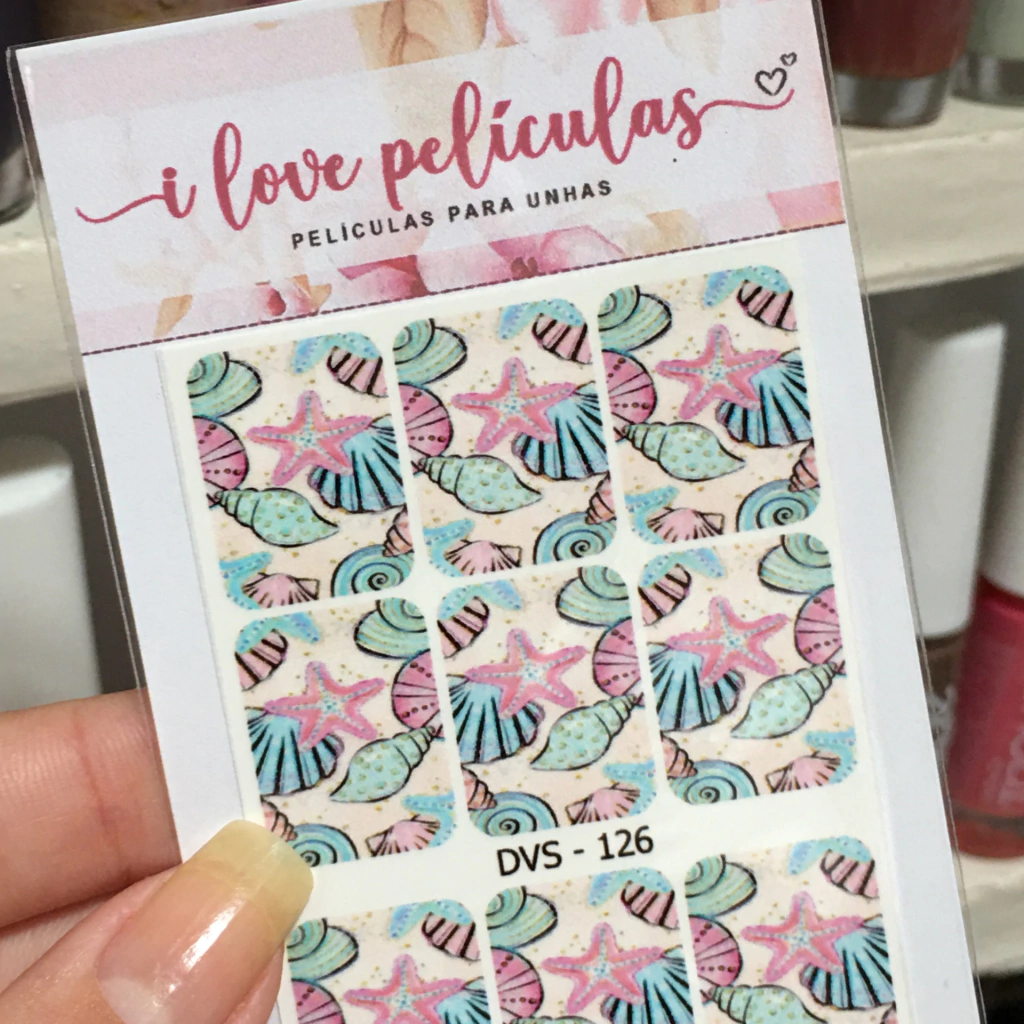 i love películas
PELÍCULAS PARA UNHAS
DVS - 126